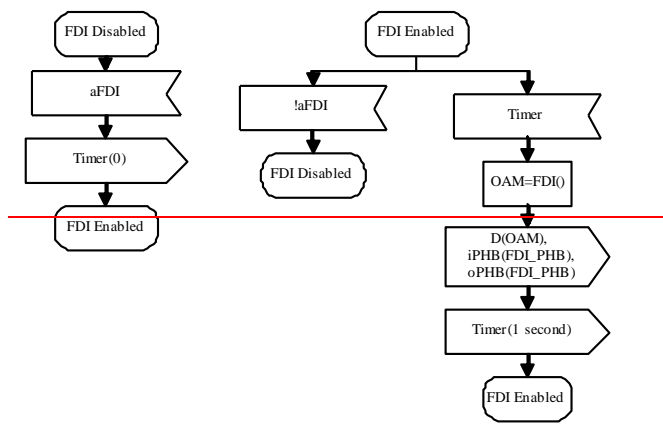 FDI Disabled
aFDI
Timer(0)
FDI Enabled
FDI Enabled
!aFDI
FDI Disabled
Timer
OAM=FDI()
D(OAM),
iPHB(FDI_PHB),
oPHB(FDI_PHB)
Timer(1 second)
FDI Enabled